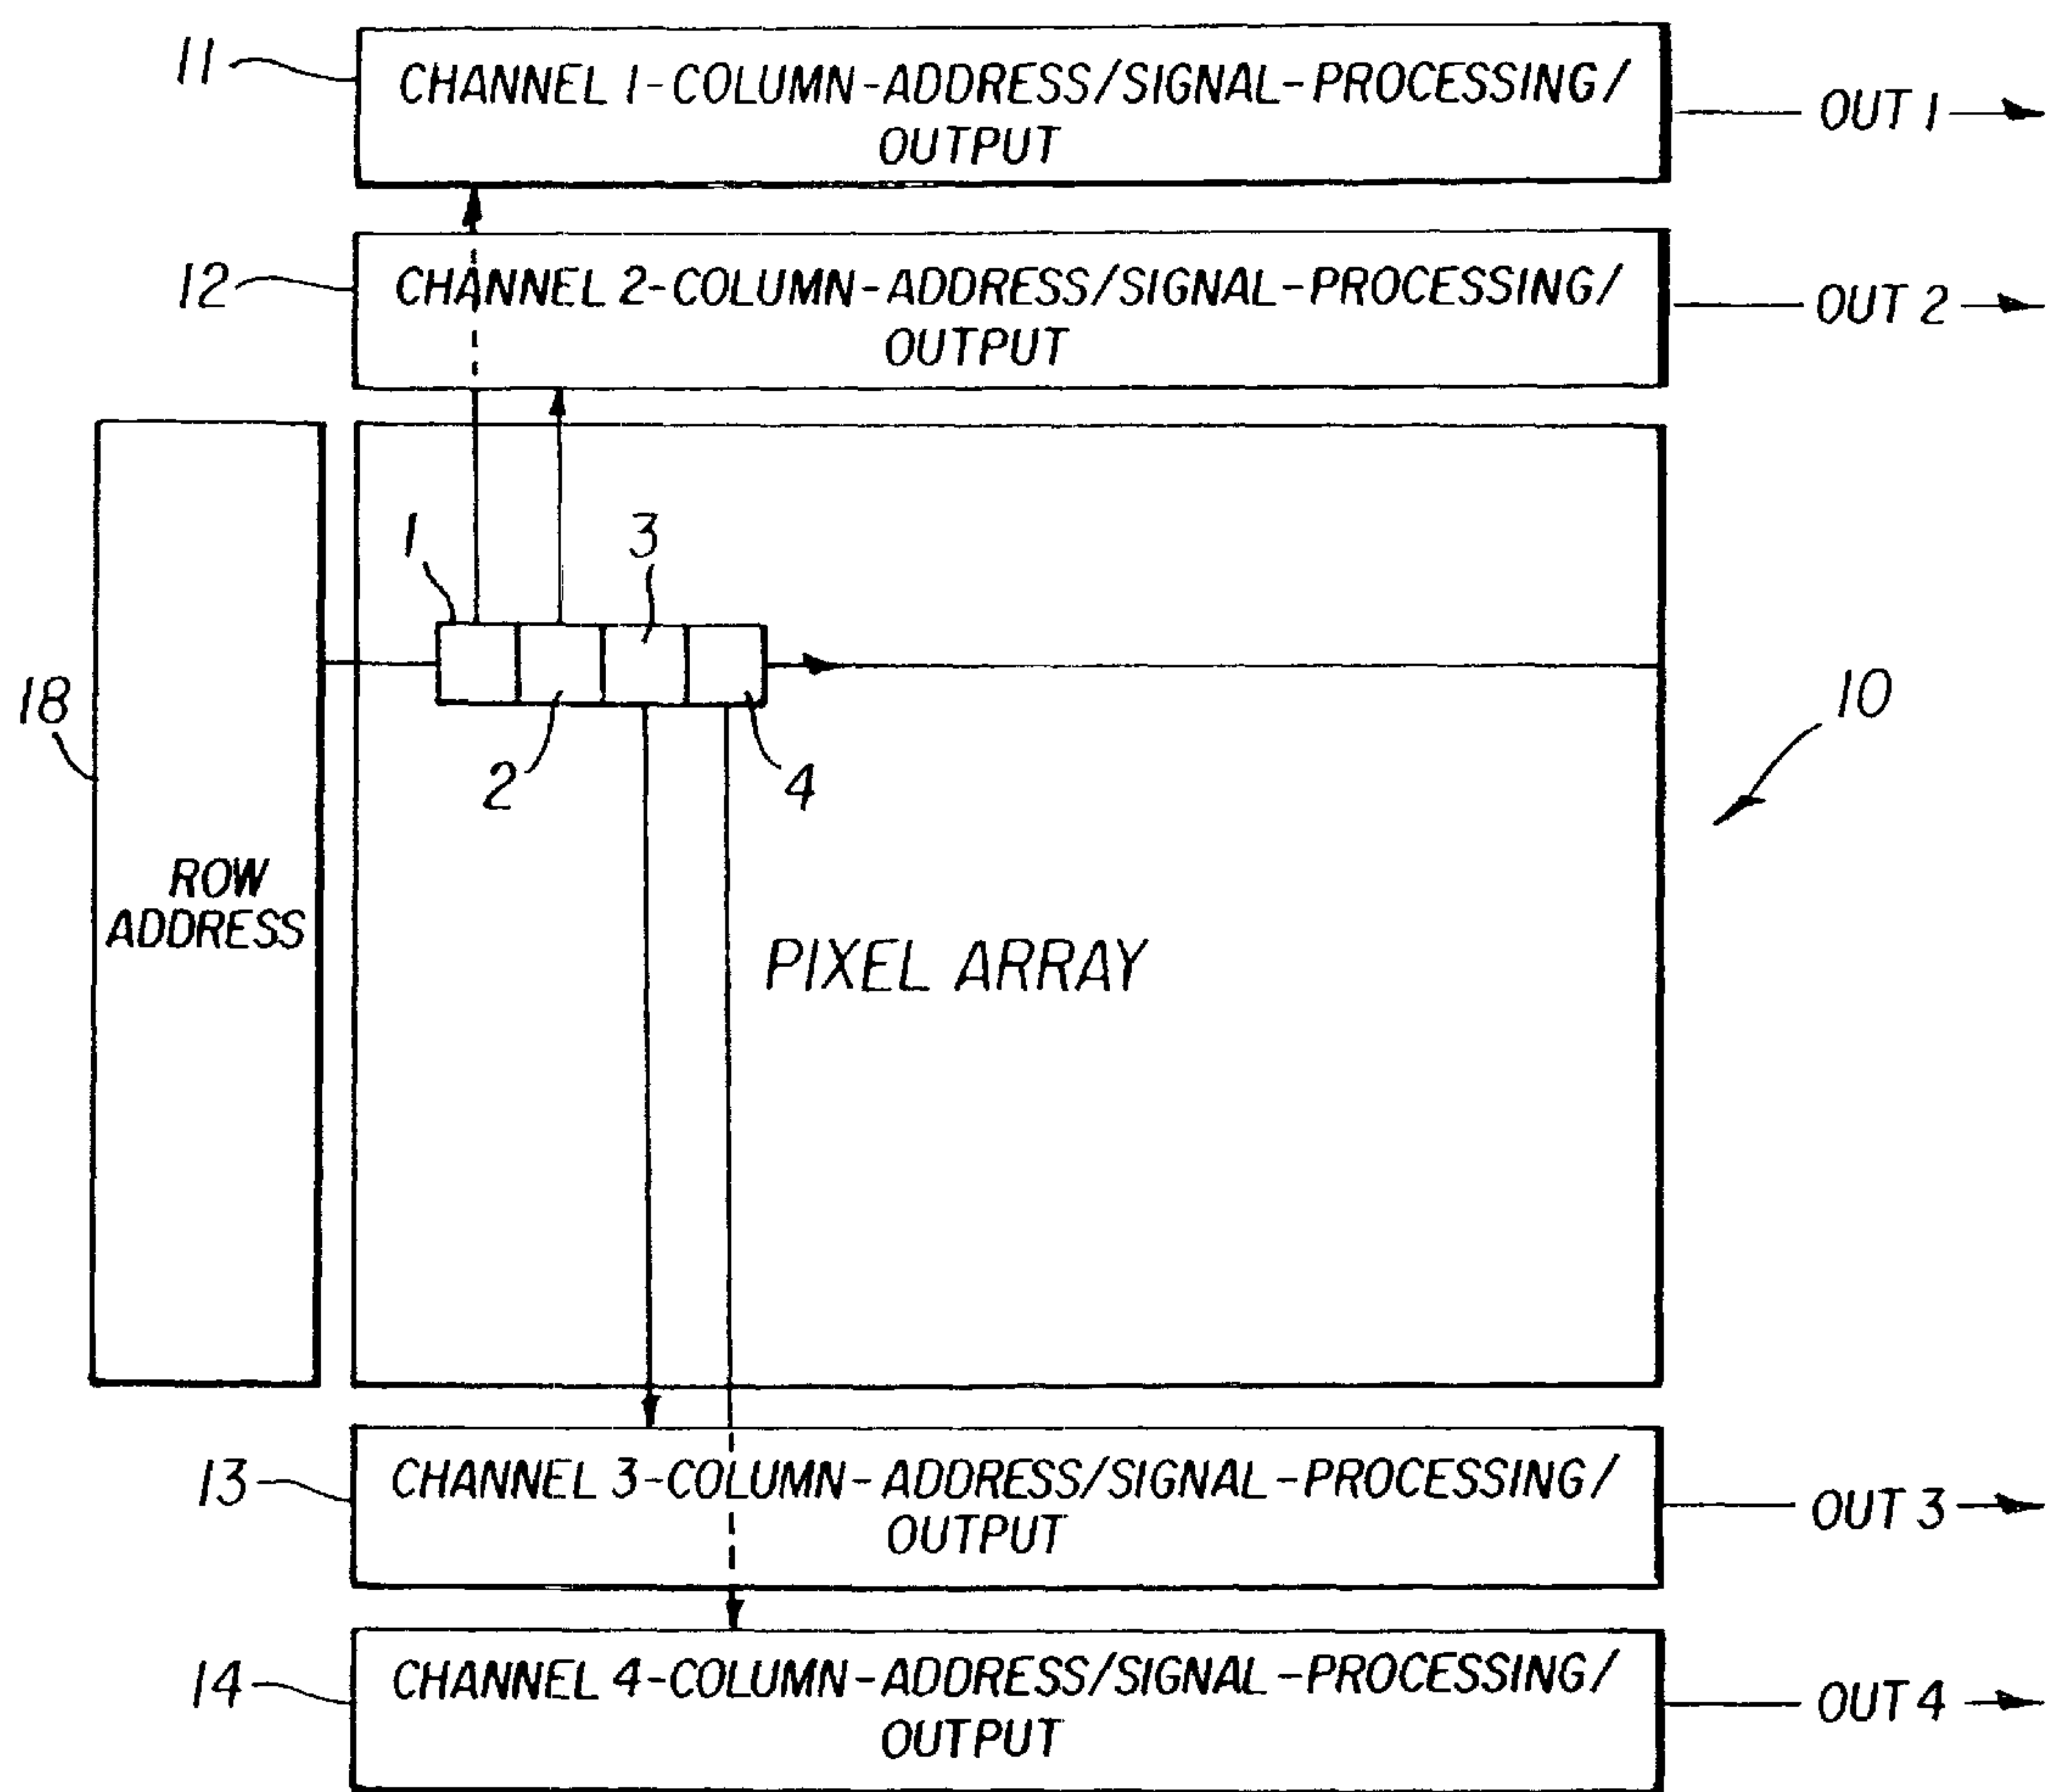 11
CHANNEL 1-COLUMN-ADDRESS/SIGNAL-PROCESSING/
OUTPUT
OUT 1
12
CHANNEL 2-COLUMN-ADDRESS/SIGNAL-PROCESSING/
OUTPUT
OUT 2
1
3
18
10
2
4
ROW
ADDRESS
PIXEL ARRAY
13
CHANNEL 3-COLUMN-ADDRESS/SIGNAL-PROCESSING/
OUTPUT
OUT 3
14
CHANNEL 4-COLUMN-ADDRESS/SIGNAL-PROCESSING/
OUTPUT
OUT 4